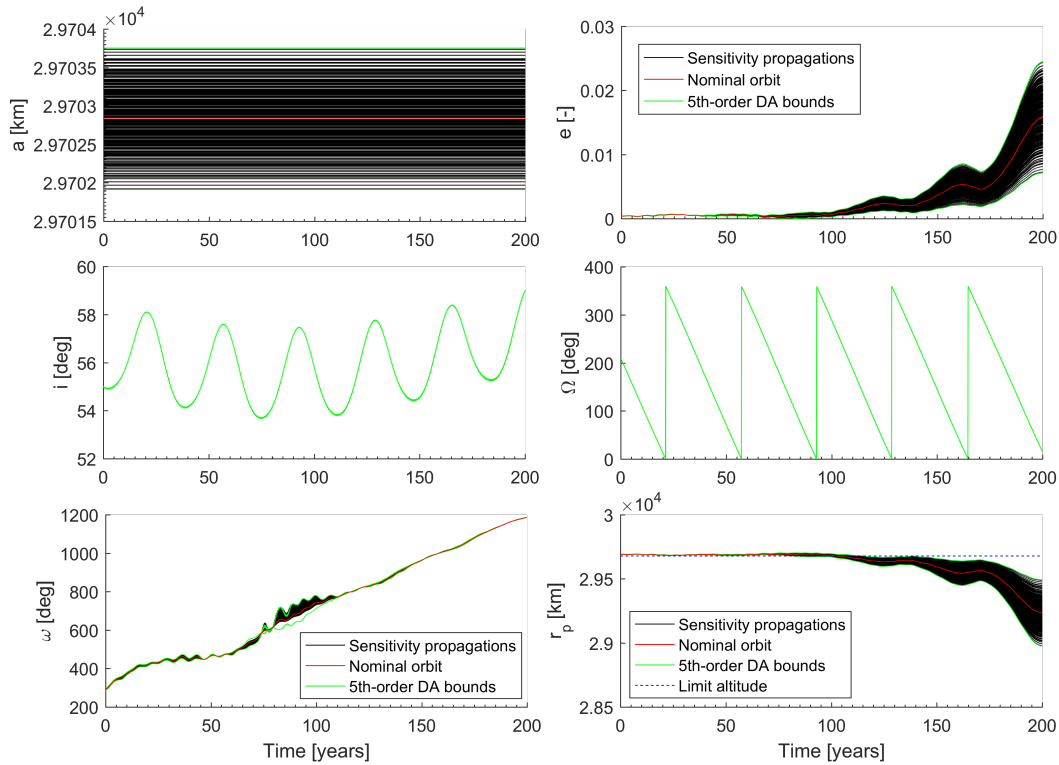 ×10⁴
2.9704
2.97035
2.9703
2.97025
2.9702
2.97015
a [km]
0 50 100 150 200
0.03
0.02
0.01
0
e [-]
Sensitivity propagations
Nominal orbit
5th-order DA bounds
0 50 100 150 200
60
58
56
54
52
i [deg]
0 50 100 150 200
400
300
200
100
0
Ω [deg]
0 50 100 150 200
1200
1000
800
600
400
200
ω [deg]
Sensitivity propagations
Nominal orbit
5th-order DA bounds
0 50 100 150 200
Time [years]
×10⁴
3
2.95
2.9
2.85
r_p [km]
Sensitivity propagations
Nominal orbit
5th-order DA bounds
Limit altitude
0 50 100 150 200
Time [years]